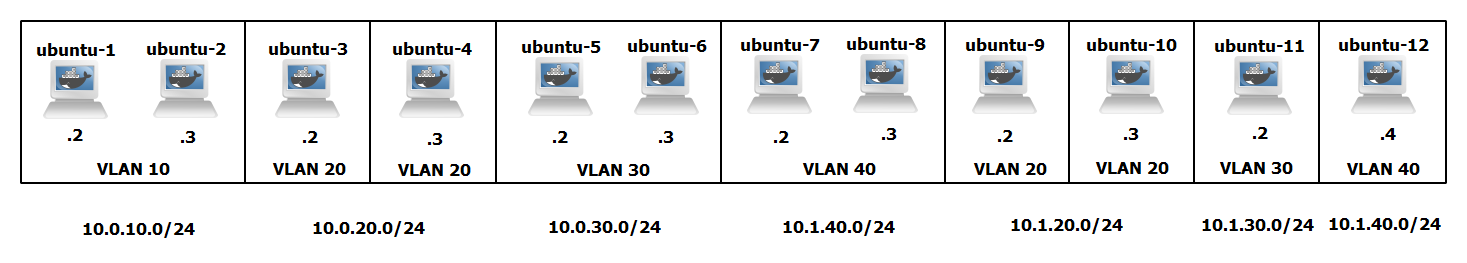 ubuntu-1 ubuntu-2 ubuntu-3 ubuntu-4 ubuntu-5 ubuntu-6 ubuntu-7 ubuntu-8 ubuntu-9 ubuntu-10 ubuntu-11 ubuntu-12
.2 .3 .2 .3 .2 .3 .2 .3 .2 .3 .2 .4
VLAN 10 VLAN 20 VLAN 20 VLAN 30 VLAN 40 VLAN 20 VLAN 20 VLAN 30 VLAN 40
10.0.10.0/24 10.0.20.0/24 10.0.30.0/24 10.1.40.0/24 10.1.20.0/24 10.1.30.0/24 10.1.40.0/24